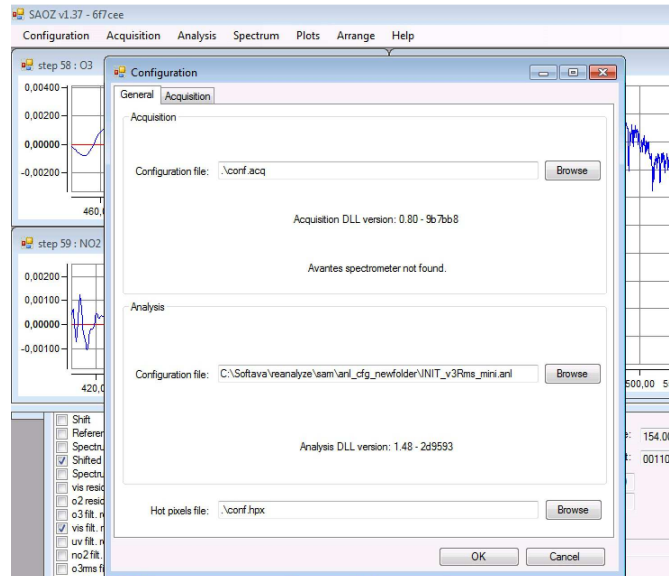 SAOZ v1.37 - 6f7cee
Configuration Acquisition Analysis Spectrum Plots Arrange Help
step 58 : O3
0,00400
0,00200
0,00000
-0,00200
460,
step 59 : NO2
0,00200
0,00100
0,00000
-0,00100
420,
Shift
Spectru
Shifted
Spectru
vis resid
o2 resid
o3 filt. r
vis filt. r
uv filt. r
no2 filt.
o3ms fi
Configuration
General Acquisition
Acquisition
Configuration file: .\conf.acq Browse
Acquisition DLL version: 0.80 - 9b7bb8
Avantes spectrometer not found.
Analysis
Configuration file: C:\Softava\reanalyze\sam\anl_cfg_newfolder\INIT_v3Rms_mini.anl Browse
Analysis DLL version: 1.48 - 2d9593
Hot pixels file: .\conf.hpx Browse
OK Cancel
500,00
154.00
00110